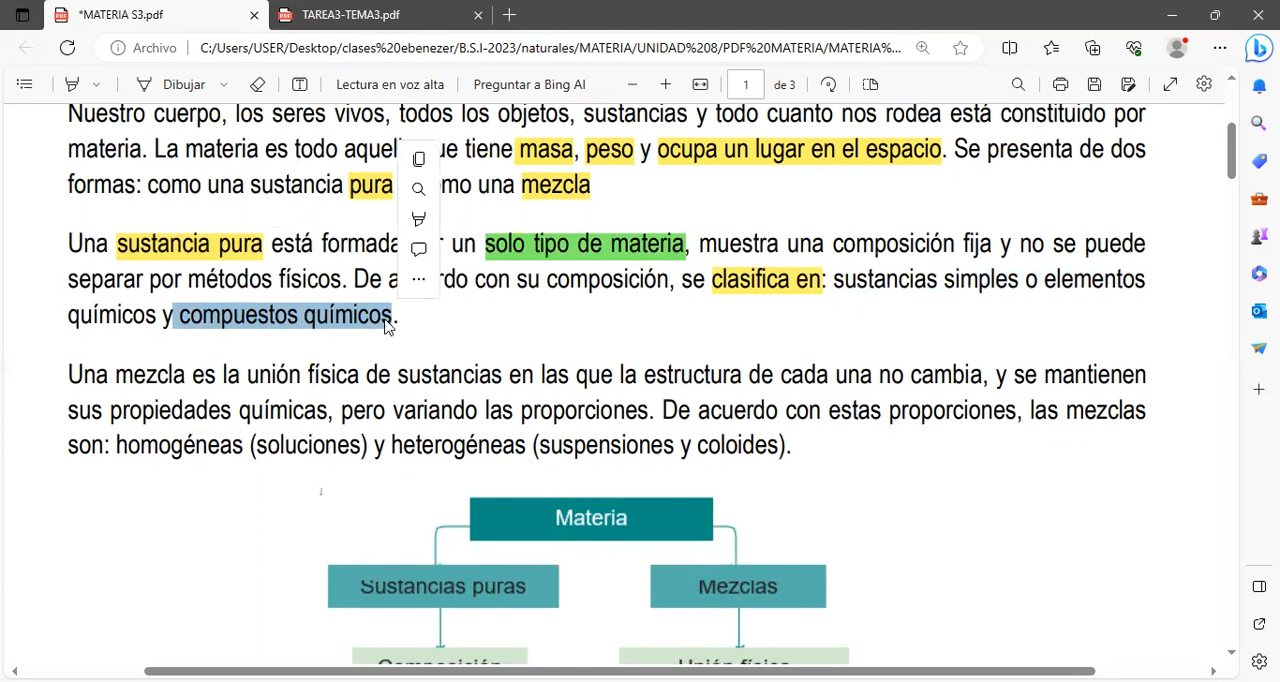 *MATERIA S3.pdf
TAREA3-TEMA3.pdf
Archivo
C:/Users/USER/Desktop/clases%20ebenezer/B.S.I-2023/naturales/MATERIA/UNIDAD%208/PDF%20MATERIA/MATERIA%...
Dibujar
Lectura en voz alta
Preguntar a Bing AI
1
de 3
Nuestro cuerpo, los seres vivos, todos los objetos, sustancias y todo cuanto nos rodea está constituido por
materia. La materia es todo aquel ue tiene masa, peso y ocupa un lugar en el espacio. Se presenta de dos
formas: como una sustancia pura mo una mezcla
Una sustancia pura está formada r un solo tipo de materia, muestra una composición fija y no se puede
separar por métodos físicos. De a rdo con su composición, se clasifica en: sustancias simples o elementos
químicos y compuestos químicos.
Una mezcla es la unión física de sustancias en las que la estructura de cada una no cambia, y se mantienen
sus propiedades químicas, pero variando las proporciones. De acuerdo con estas proporciones, las mezclas
son: homogéneas (soluciones) y heterogéneas (suspensiones y coloides).
Materia
Sustancias puras
Mezclas
Composición
Unión física